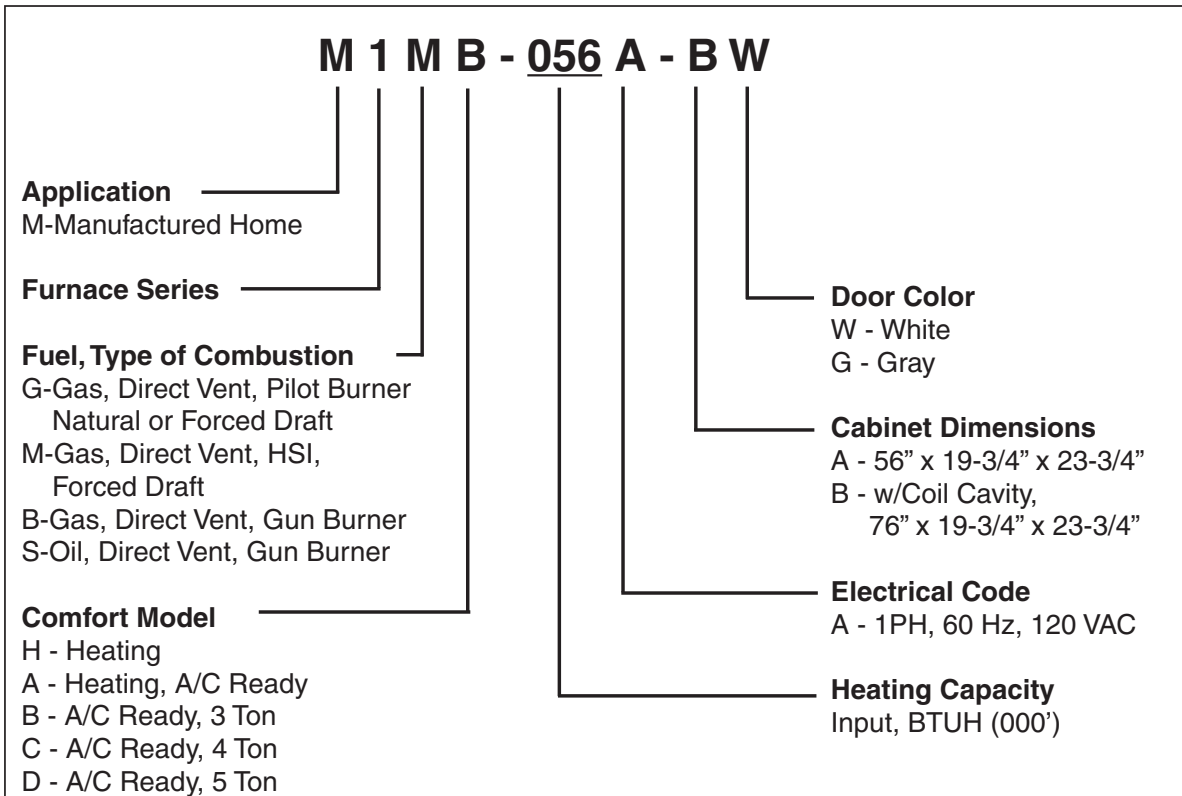 M 1 M B - 056 A - B W
Application
M-Manufactured Home
Furnace Series
Fuel, Type of Combustion
G-Gas, Direct Vent, Pilot Burner
Natural or Forced Draft
M-Gas, Direct Vent, HSI,
Forced Draft
B-Gas, Direct Vent, Gun Burner
S-Oil, Direct Vent, Gun Burner
Comfort Model
H - Heating
A - Heating, A/C Ready
B - A/C Ready, 3 Ton
C - A/C Ready, 4 Ton
D - A/C Ready, 5 Ton
Door Color
W - White
G - Gray
Cabinet Dimensions
A - 56” x 19-3/4” x 23-3/4”
B - w/Coil Cavity,
76” x 19-3/4” x 23-3/4”
Electrical Code
A - 1PH, 60 Hz, 120 VAC
Heating Capacity
Input, BTUH (000’)